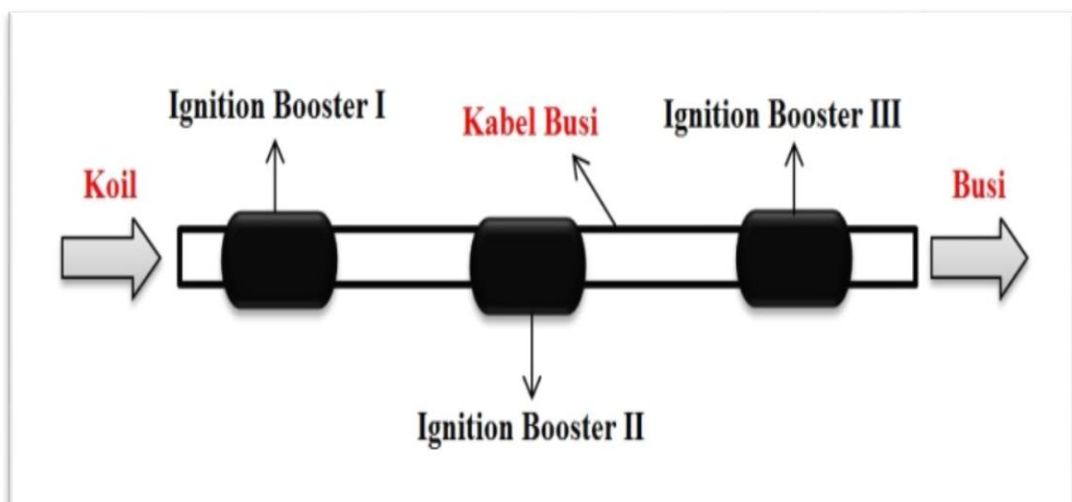 Ignition Booster I
Kabel Busi
Ignition Booster III
Koil
Busi
Ignition Booster II